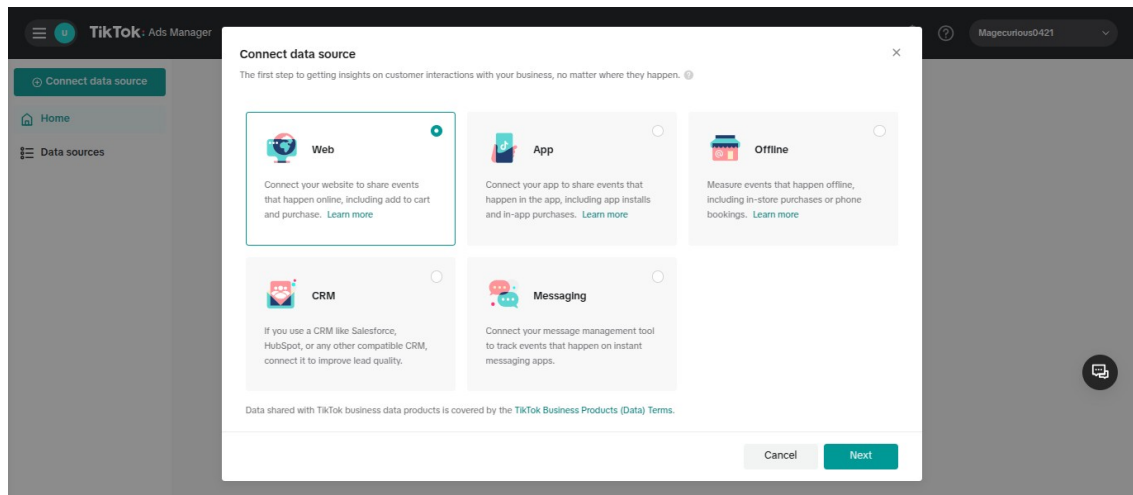 U
TikTok: Ads Manager
Magecurious0421
Connect data source
Home
Data sources
Connect data source
The first step to getting insights on customer interactions with your business, no matter where they happen.
Web
Connect your website to share events
that happen online, including add to cart
and purchase. Learn more
App
Connect your app to share events that
happen in the app, including app installs
and in-app purchases. Learn more
Offline
Measure events that happen offline,
including in-store purchases or phone
bookings. Learn more
CRM
If you use a CRM like Salesforce,
HubSpot, or any other compatible CRM,
connect it to improve lead quality.
Messaging
Connect your message management tool
to track events that happen on instant
messaging apps.
Data shared with TikTok business data products is covered by the TikTok Business Products (Data) Terms.
Cancel
Next